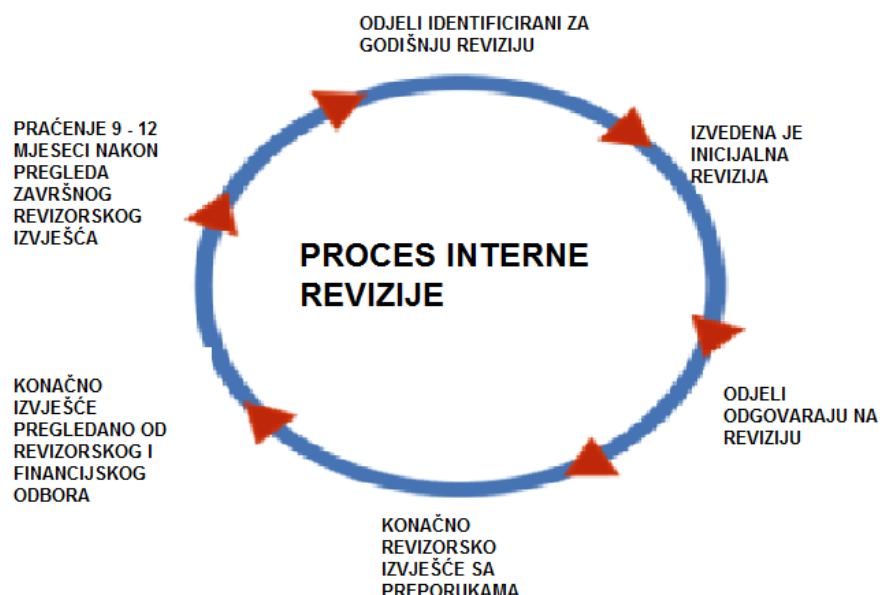 ODJELI IDENTIFICIRANI ZA
GODIŠNJU REVIZIJU
IZVEDENA JE
INICIJALNA
REVIZIJA
ODJELI
ODGOVARAJU NA
REVIZIJU
KONAČNO
REVIZORSKO
IZVJEŠĆE SA
PREPORUKAMA
KONAČNO
IZVJEŠĆE
PREGLEDANO OD
REVIZORSKOG I
FINANCIJSKOG
ODBORA
PRAĆENJE 9 - 12
MJESECI NAKON
PREGLEDA
ZAVRŠNOG
REVIZORSKOG
IZVJEŠĆA
PROCES INTERNE
REVIZIJE